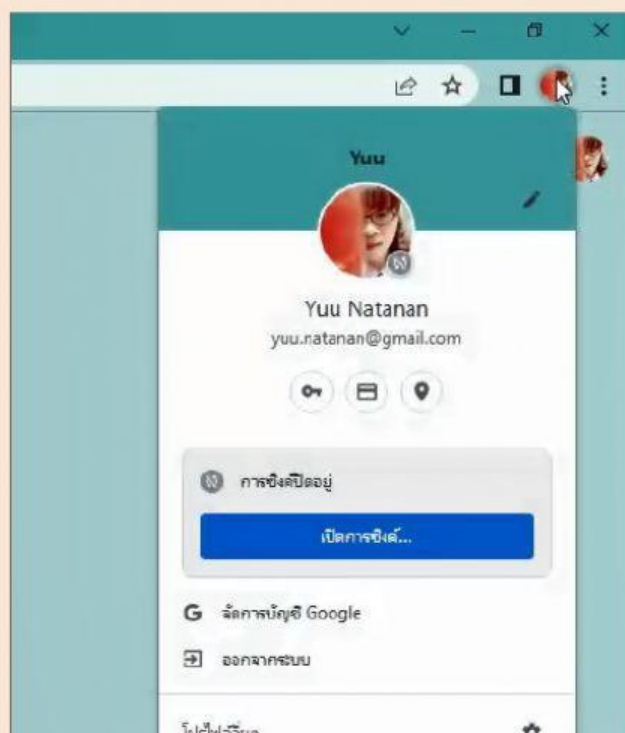 Yuu
Yuu Natanan
yuu.natanan@gmail.com
การซิงค์ปิดอยู่
เปิดการซิงค์...
จัดการบัญชี Google
ออกจากระบบ